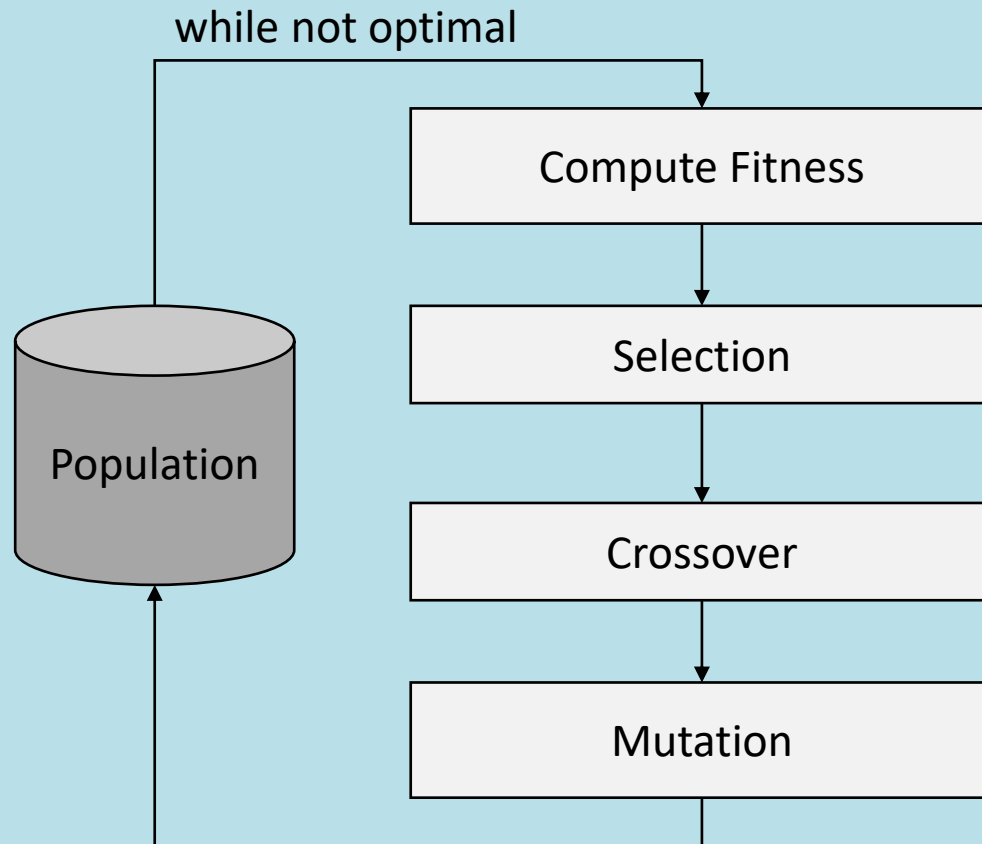 while not optimal
Compute Fitness
Selection
Population
Crossover
Mutation